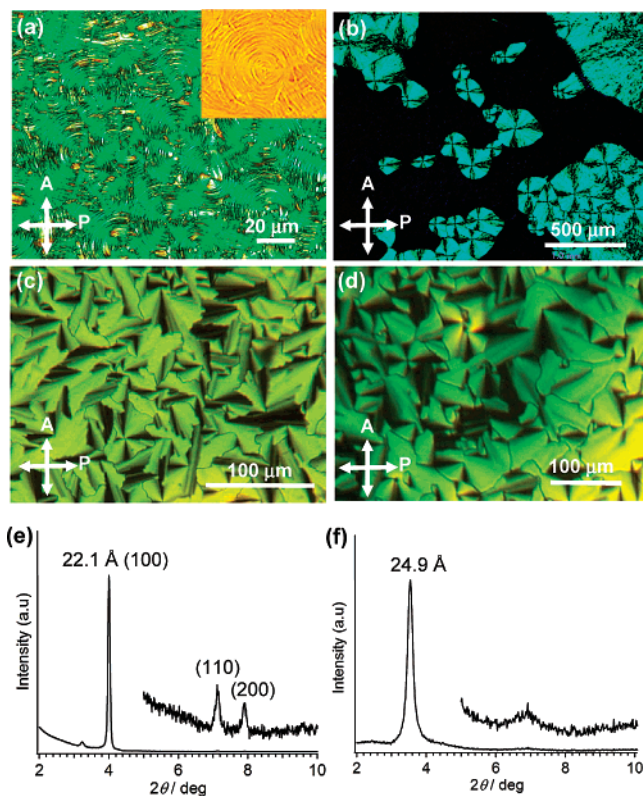 (a)
A
P
20 μm
(b)
A
P
500 μm
(c)
A
P
100 μm
(d)
A
P
100 μm
(e)
22.1 Å (100)
(110)
(200)
Intensity (a.u)
2 4 6 8 10
2θ/ deg
(f)
24.9 Å
Intensity (a.u)
2 4 6 8 10
2θ/ deg